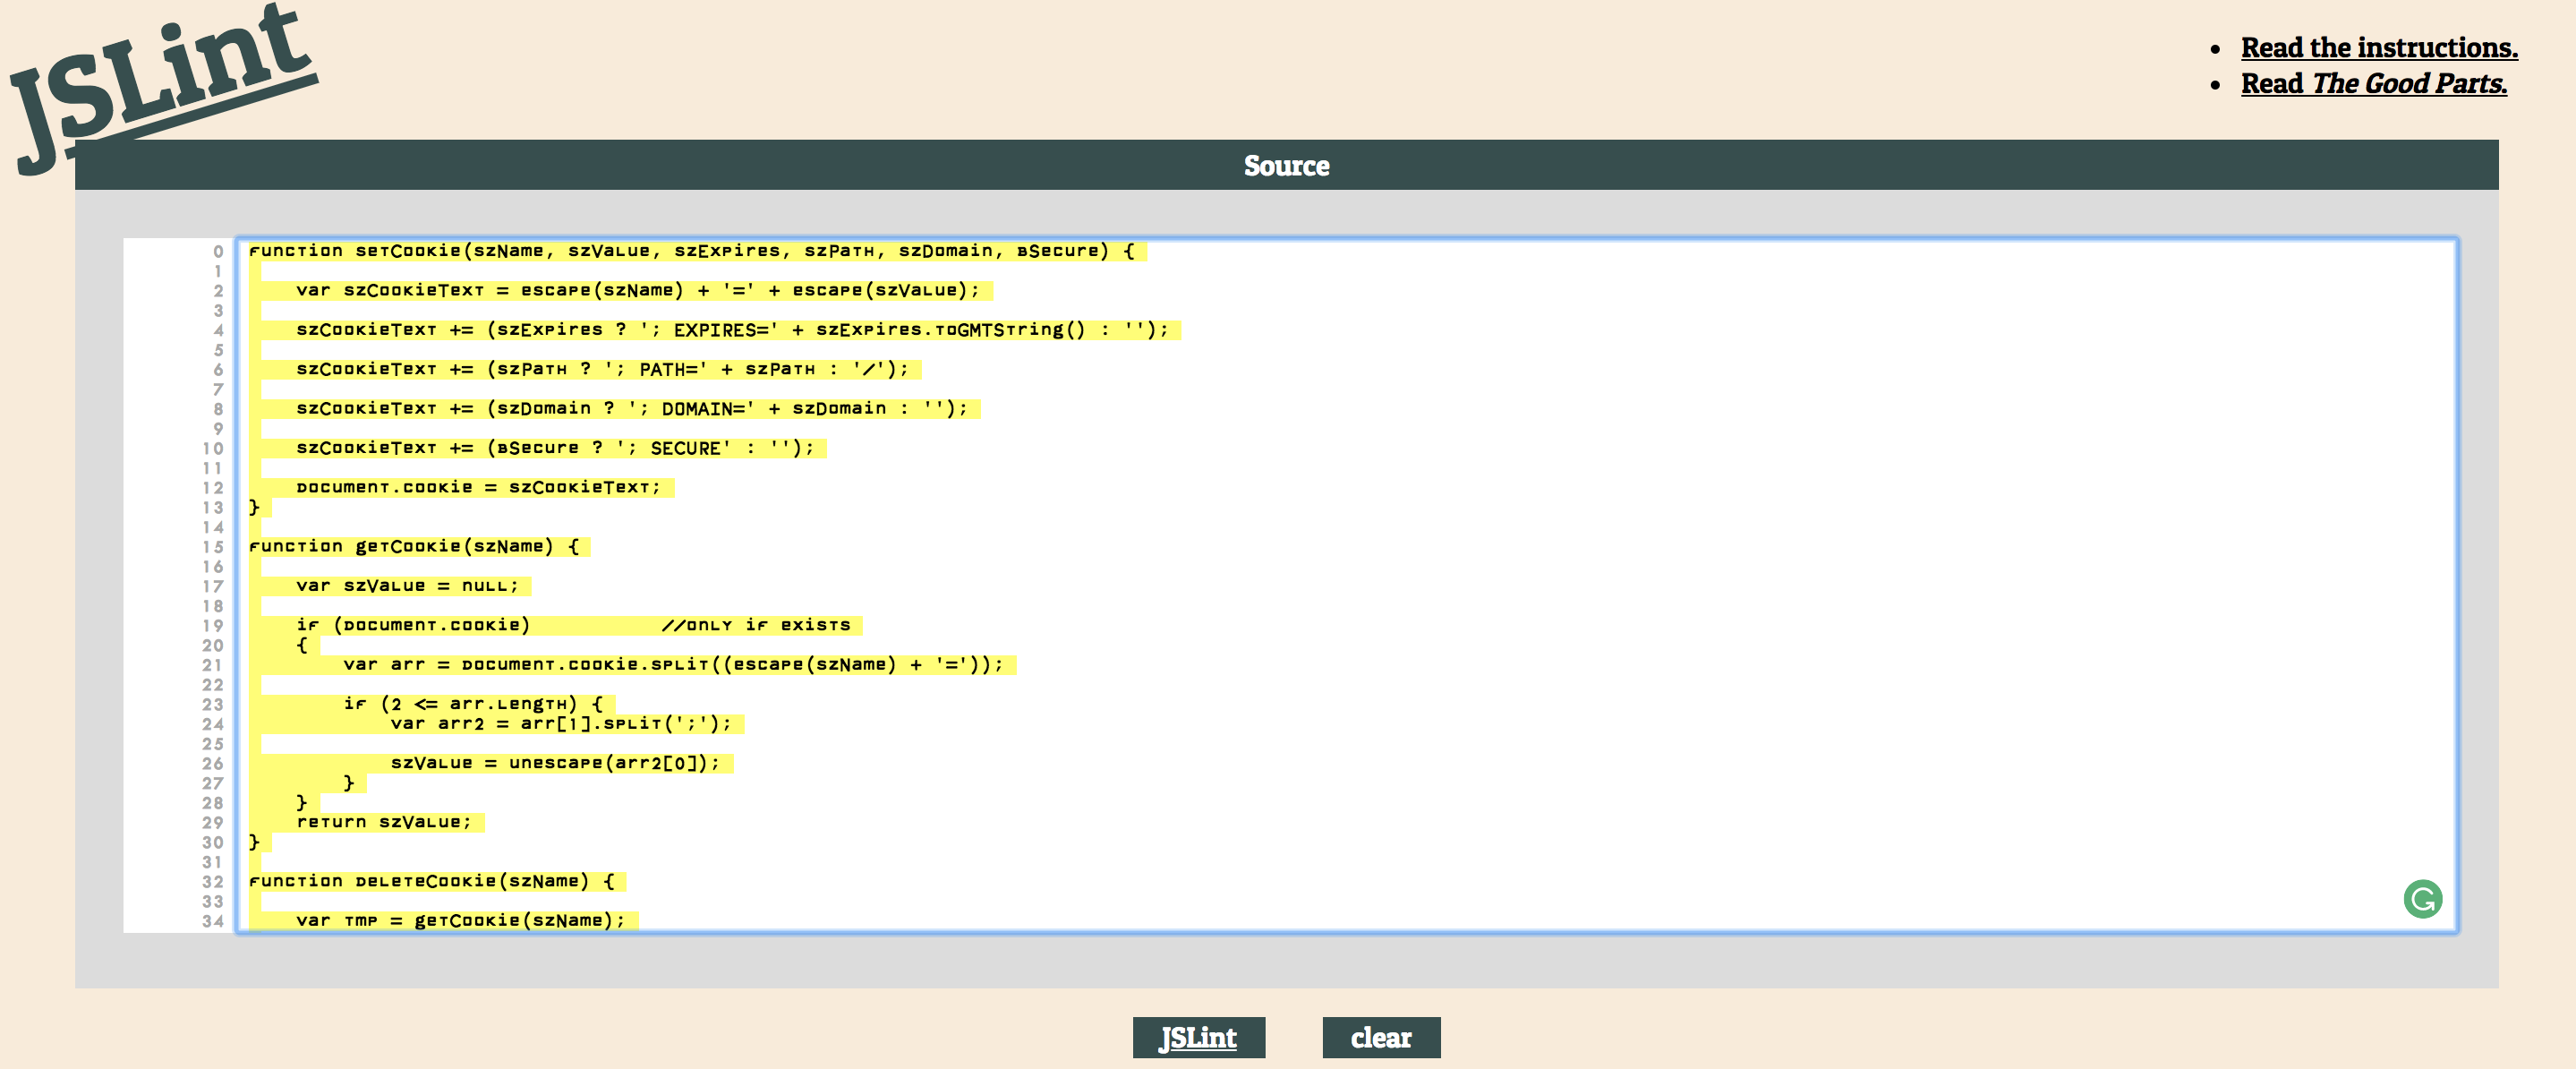 JSLint
Read the instructions.
Read The Good Parts.
Source
0 function setCookie(szName, szValue, szExpires, szPath, szDomain, bSecure) {
1
2     var szCookieText = escape(szName) + '=' + escape(szValue);
3
4     szCookieText += (szExpires ? '; EXPIRES=' + szExpires.toGMTString() : '');
5
6     szCookieText += (szPath ? '; PATH=' + szPath : '/');
7
8     szCookieText += (szDomain ? '; DOMAIN=' + szDomain : '');
9
10     szCookieText += (bSecure ? '; SECURE' : '');
11
12     document.cookie = szCookieText;
13 }
14
15 function getCookie(szName) {
16
17     var szValue = null;
18
19     if (document.cookie)           //only if exists
20     {
21         var arr = document.cookie.split((escape(szName) + '='));
22
23         if (2 <= arr.length) {
24             var arr2 = arr[1].split(';');
25
26             szValue = unescape(arr2[0]);
27         }
28     }
29     return szValue;
30 }
31
32 function deleteCookie(szName) {
33
34     var tmp = getCookie(szName);
JSLint clear